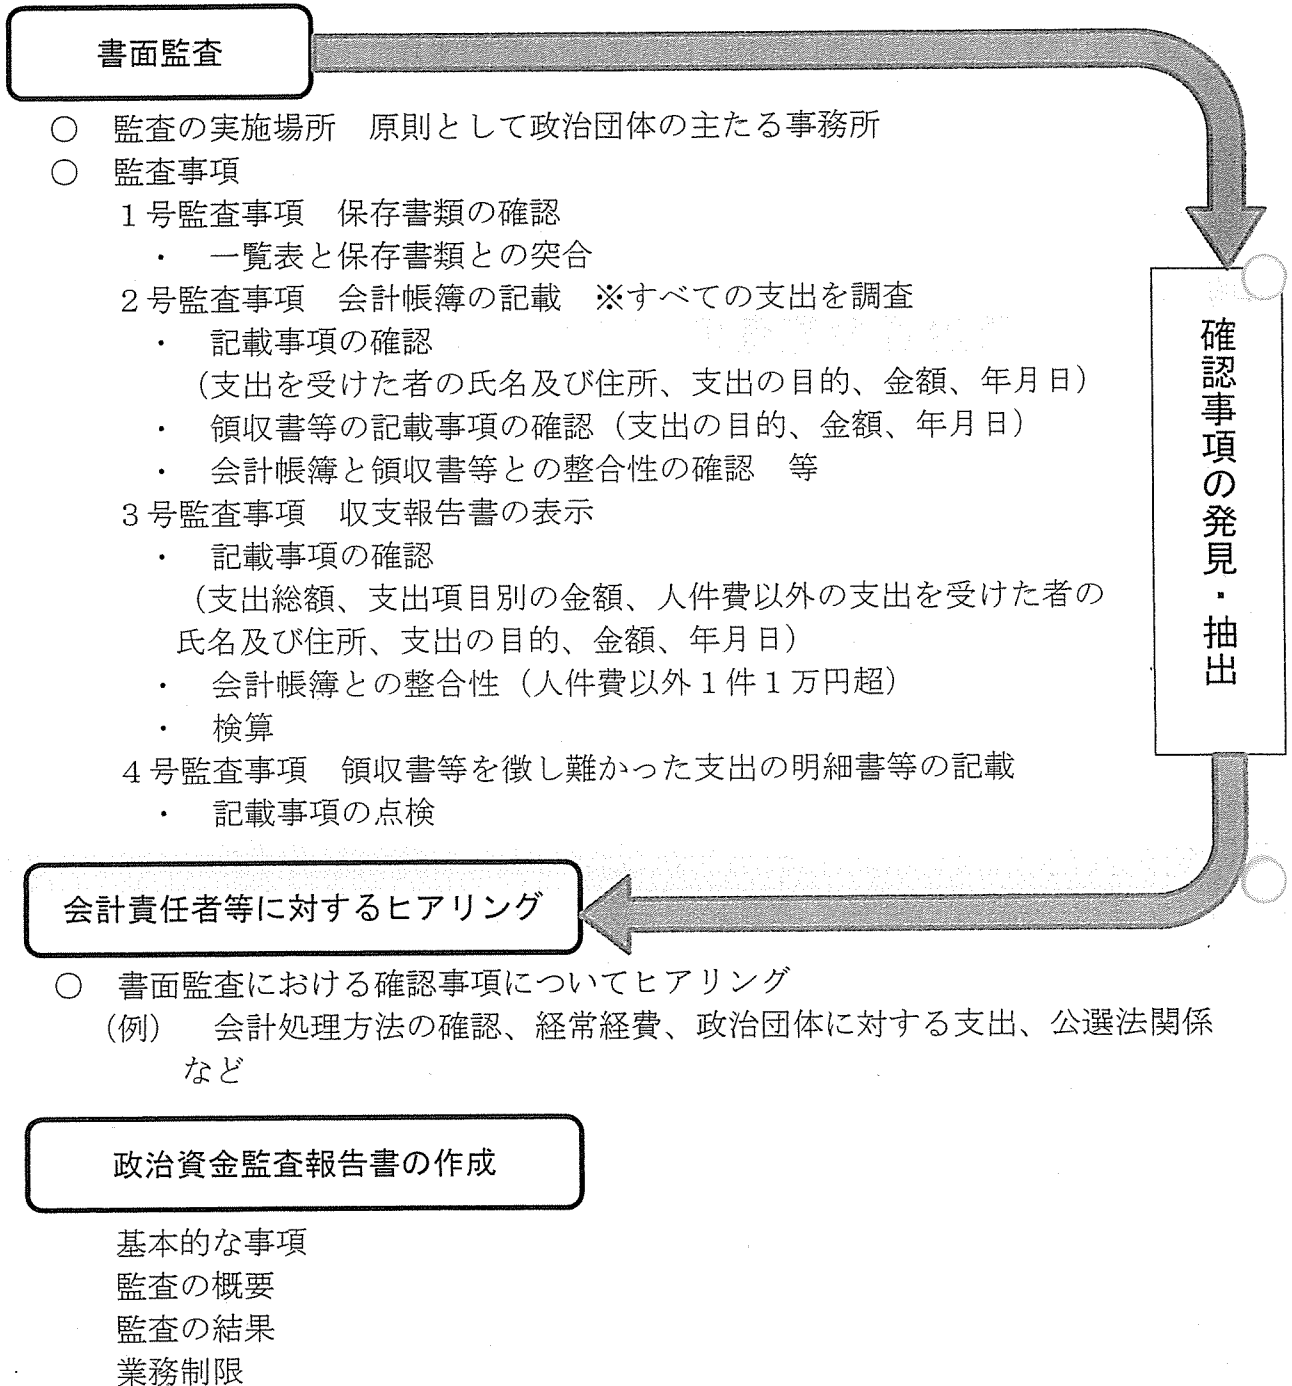 書面監査
○　監査の実施場所　原則として政治団体の主たる事務所
○　監査事項
１号監査事項　保存書類の確認
・　一覧表と保存書類との突合
２号監査事項　会計帳簿の記載　※すべての支出を調査
・　記載事項の確認
（支出を受けた者の氏名及び住所、支出の目的、金額、年月日）
・　領収書等の記載事項の確認（支出の目的、金額、年月日）
・　会計帳簿と領収書等との整合性の確認　等
３号監査事項　収支報告書の表示
・　記載事項の確認
（支出総額、支出項目別の金額、人件費以外の支出を受けた者の
氏名及び住所、支出の目的、金額、年月日）
・　会計帳簿との整合性（人件費以外１件１万円超）
・　検算
４号監査事項　領収書等を徴し難かった支出の明細書等の記載
・　記載事項の点検
確認事項の発見・抽出
会計責任者等に対するヒアリング
○　書面監査における確認事項についてヒアリング
（例）　会計処理方法の確認、経常経費、政治団体に対する支出、公選法関係
など
政治資金監査報告書の作成
基本的な事項
監査の概要
監査の結果
業務制限